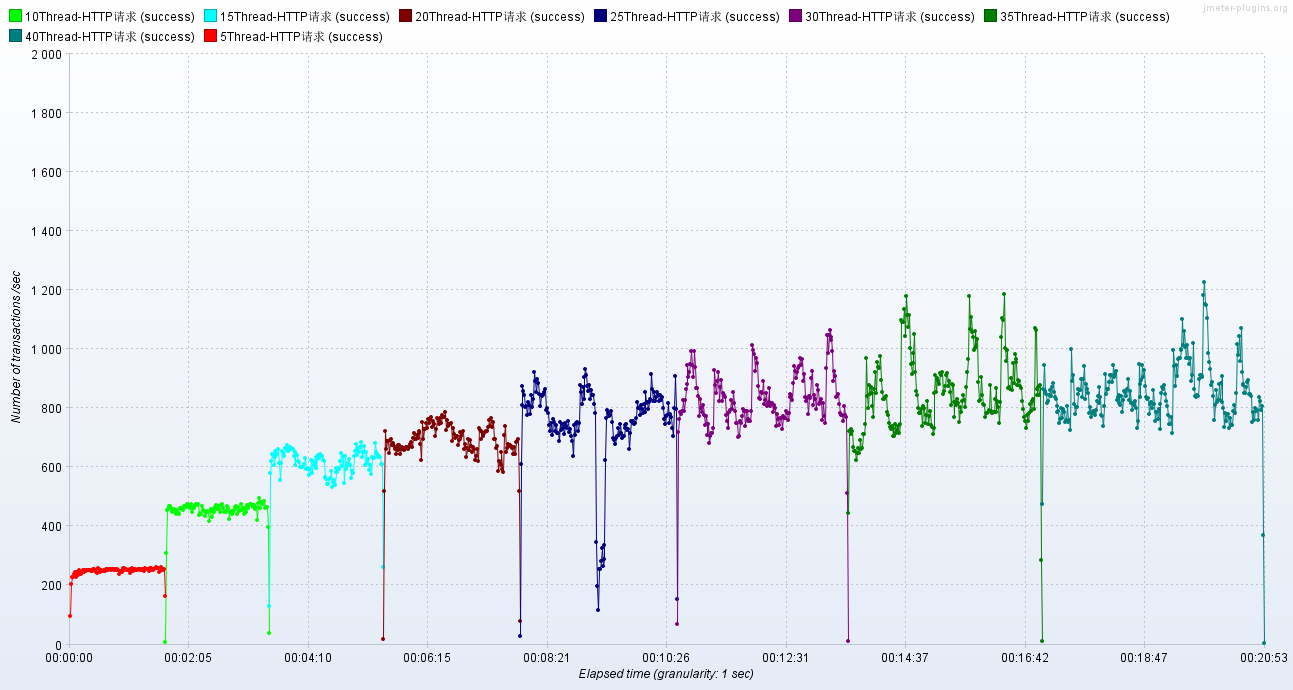 10Thread-HTTP请求 (success) 15Thread-HTTP请求 (success) 20Thread-HTTP请求 (success) 25Thread-HTTP请求 (success) 30Thread-HTTP请求 (success) 35Thread-HTTP请求 (success)
jmeter-plugins.org
40Thread-HTTP请求 (success) 5Thread-HTTP请求 (success)
2 000
1 800
1 600
1 400
1 200
1 000
800
600
400
200
0
Number of transactions /sec
00:00:00 00:02:05 00:04:10 00:06:15 00:08:21 00:10:26 00:12:31 00:14:37 00:16:42 00:18:47 00:20:53
Elapsed time (granularity: 1 sec)